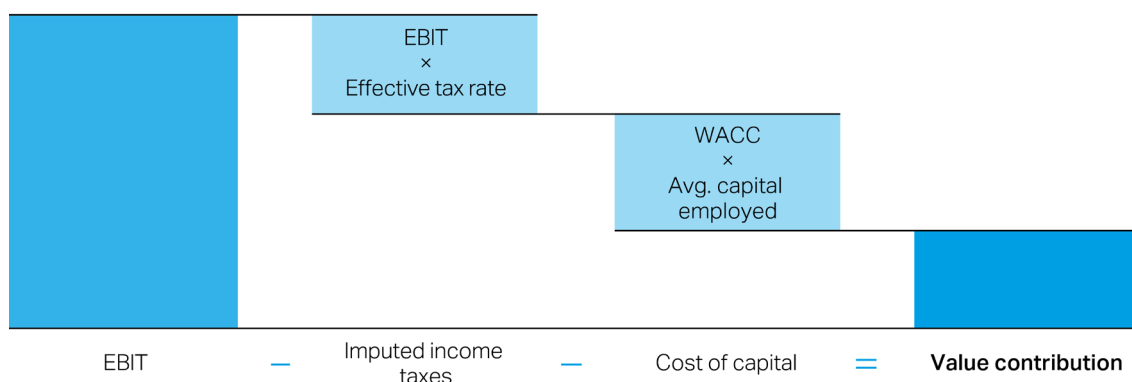 EBIT
×
Effective tax rate
WACC
×
Avg. capital
employed
EBIT – Imputed income – Cost of capital = Value contribution
taxes